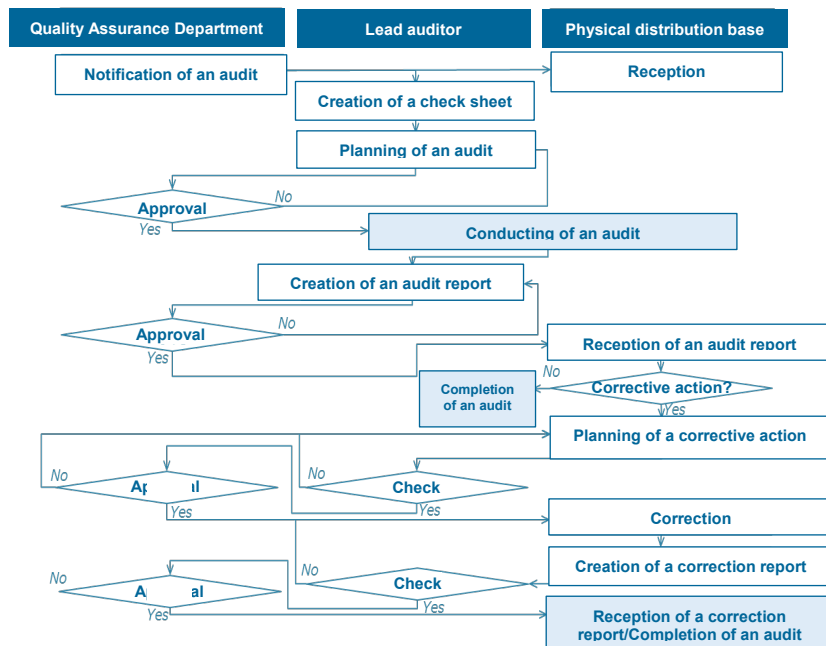 Quality Assurance Department
Lead auditor
Physical distribution base
Notification of an audit
Reception
Creation of a check sheet
Planning of an audit
No
Approval
Yes
Conducting of an audit
Creation of an audit report
No
Approval
Yes
Reception of an audit report
No
Corrective action?
Completion
of an audit
Yes
Planning of a corrective action
No
No
Check
Yes
Yes
Correction
Creation of a correction report
No
No
Check
Yes
Yes
Reception of a correction
report/Completion of an audit